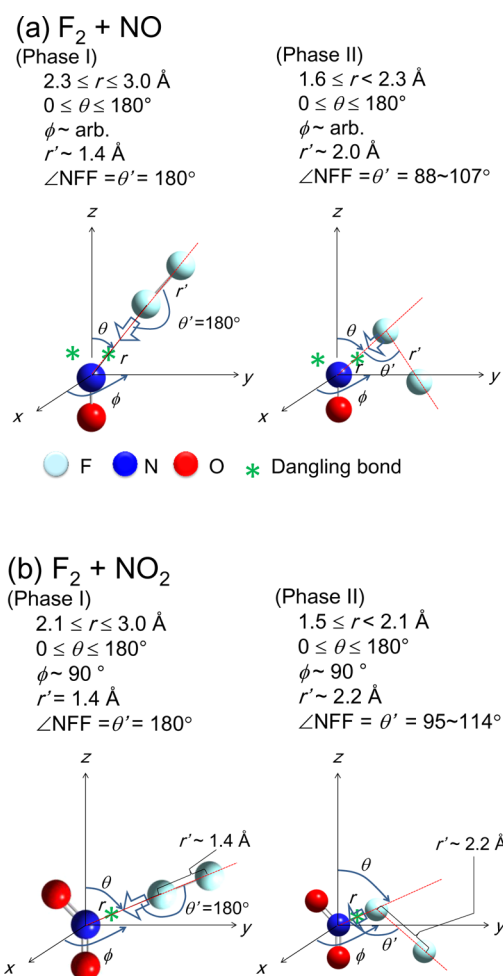 (a) F₂ + NO
(Phase I)
2.3 ≤ r ≤ 3.0 Å
0 ≤ θ ≤ 180°
ϕ~ arb.
r’~ 1.4 Å
∠NFF =θ’= 180°
(Phase II)
1.6 ≤ r < 2.3 Å
0 ≤ θ ≤ 180°
ϕ~ arb.
r’~ 2.0 Å
∠NFF =θ’ = 88~107°
z
θ
r’
θ’=180°
* *
r
ϕ
x
y
z
θ
* *
r
θ’
r’
ϕ
x
y
F N O * Dangling bond
(b) F₂ + NO₂
(Phase I)
2.1 ≤ r ≤ 3.0 Å
0 ≤ θ ≤ 180°
ϕ~ 90 °
r’= 1.4 Å
∠NFF =θ’= 180°
(Phase II)
1.5 ≤ r < 2.1 Å
0 ≤ θ ≤ 180°
ϕ~ 90 °
r’~ 2.2 Å
∠NFF = θ’ = 95~114°
z
r’~ 1.4 Å
θ
r
*
θ’=180°
ϕ
x
y
z
r’~ 2.2 Å
θ
r
*
θ’
ϕ
x
y